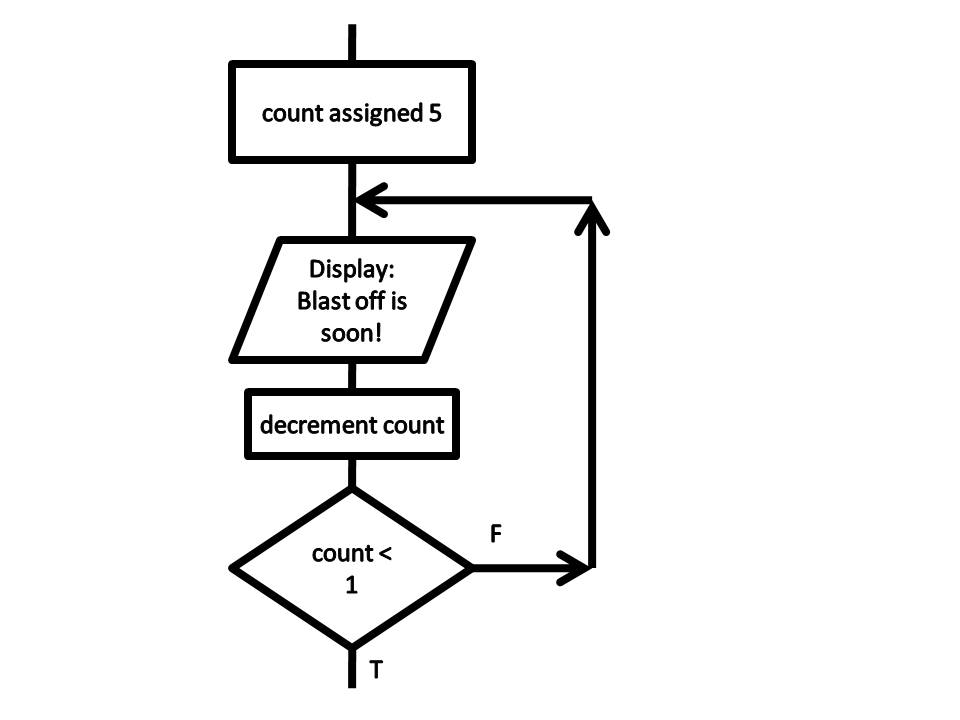 count assigned 5
Display:
Blast off is
soon!
decrement count
F
count <
1
T